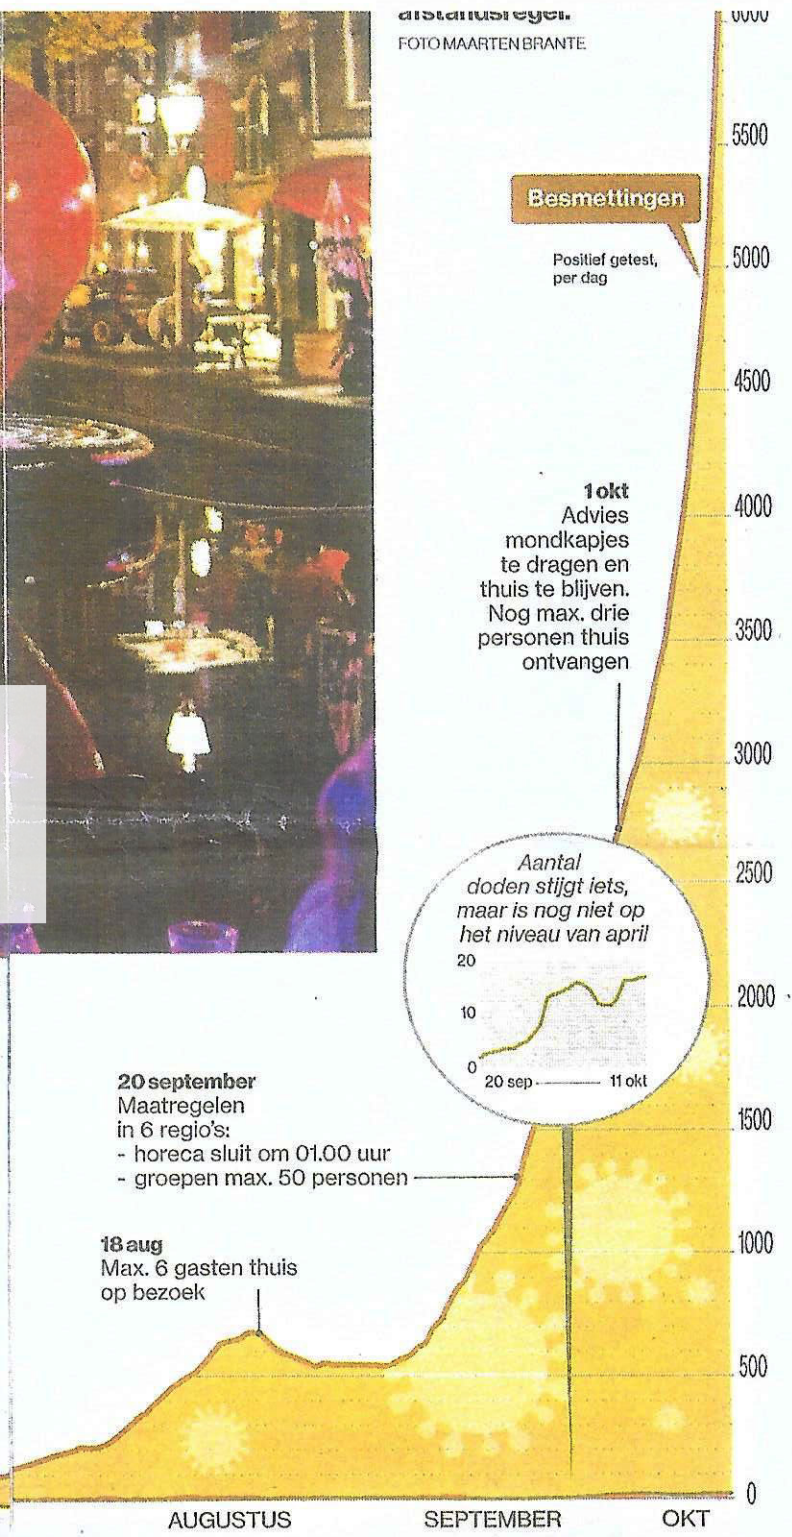 afstandsregel.
FOTO MAARTEN BRANTE
6000
5500
Besmettingen
Positief getest,
per dag
5000
4500
1 okt
Advies
mondkapjes
te dragen en
thuis te blijven.
Nog max. drie
personen thuis
ontvangen
4000
3500
3000
2500
Aantal
doden stijgt iets,
maar is nog niet op
het niveau van april
20
10
0
20 sep 11 okt
2000
20 september
Maatregelen
in 6 regio's:
- horeca sluit om 01.00 uur
- groepen max. 50 personen
1500
18 aug
Max. 6 gasten thuis
op bezoek
1000
500
0
AUGUSTUS SEPTEMBER OKT